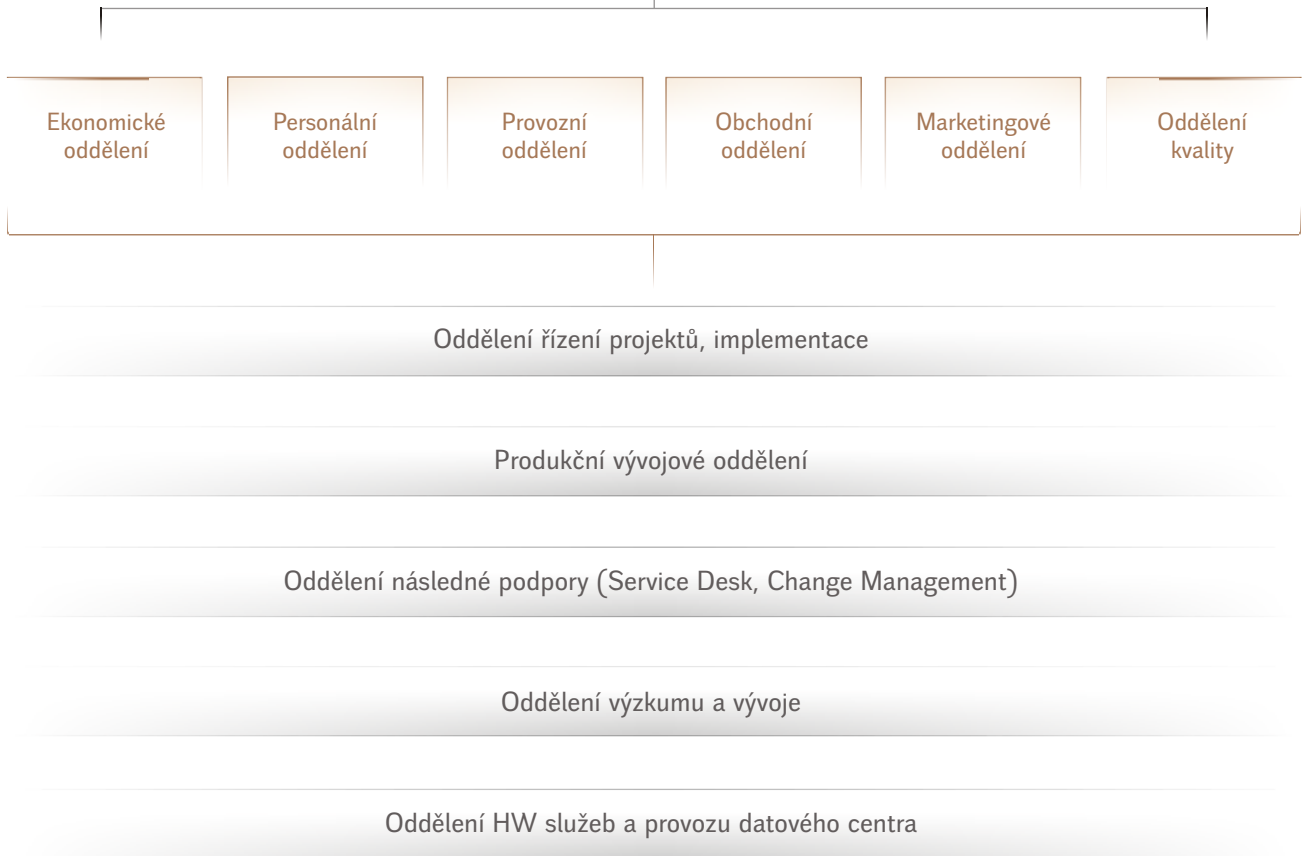 Ekonomické
oddělení
Personální
oddělení
Provozní
oddělení
Obchodní
oddělení
Marketingové
oddělení
Oddělení
kvality
Oddělení řízení projektů, implementace
Produkční vývojové oddělení
Oddělení následné podpory (Service Desk, Change Management)
Oddělení výzkumu a vývoje
Oddělení HW služeb a provozu datového centra